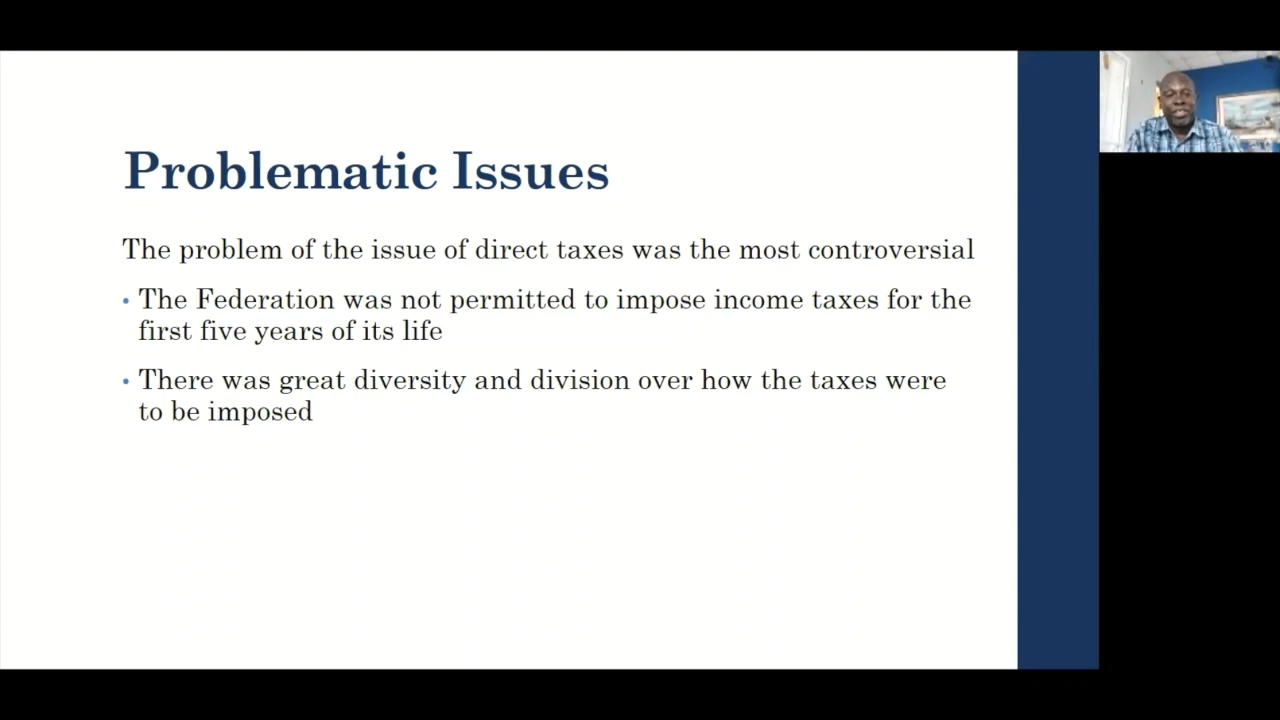 Problematic Issues
The problem of the issue of direct taxes was the most controversial
• The Federation was not permitted to impose income taxes for the
first five years of its life
• There was great diversity and division over how the taxes were
to be imposed